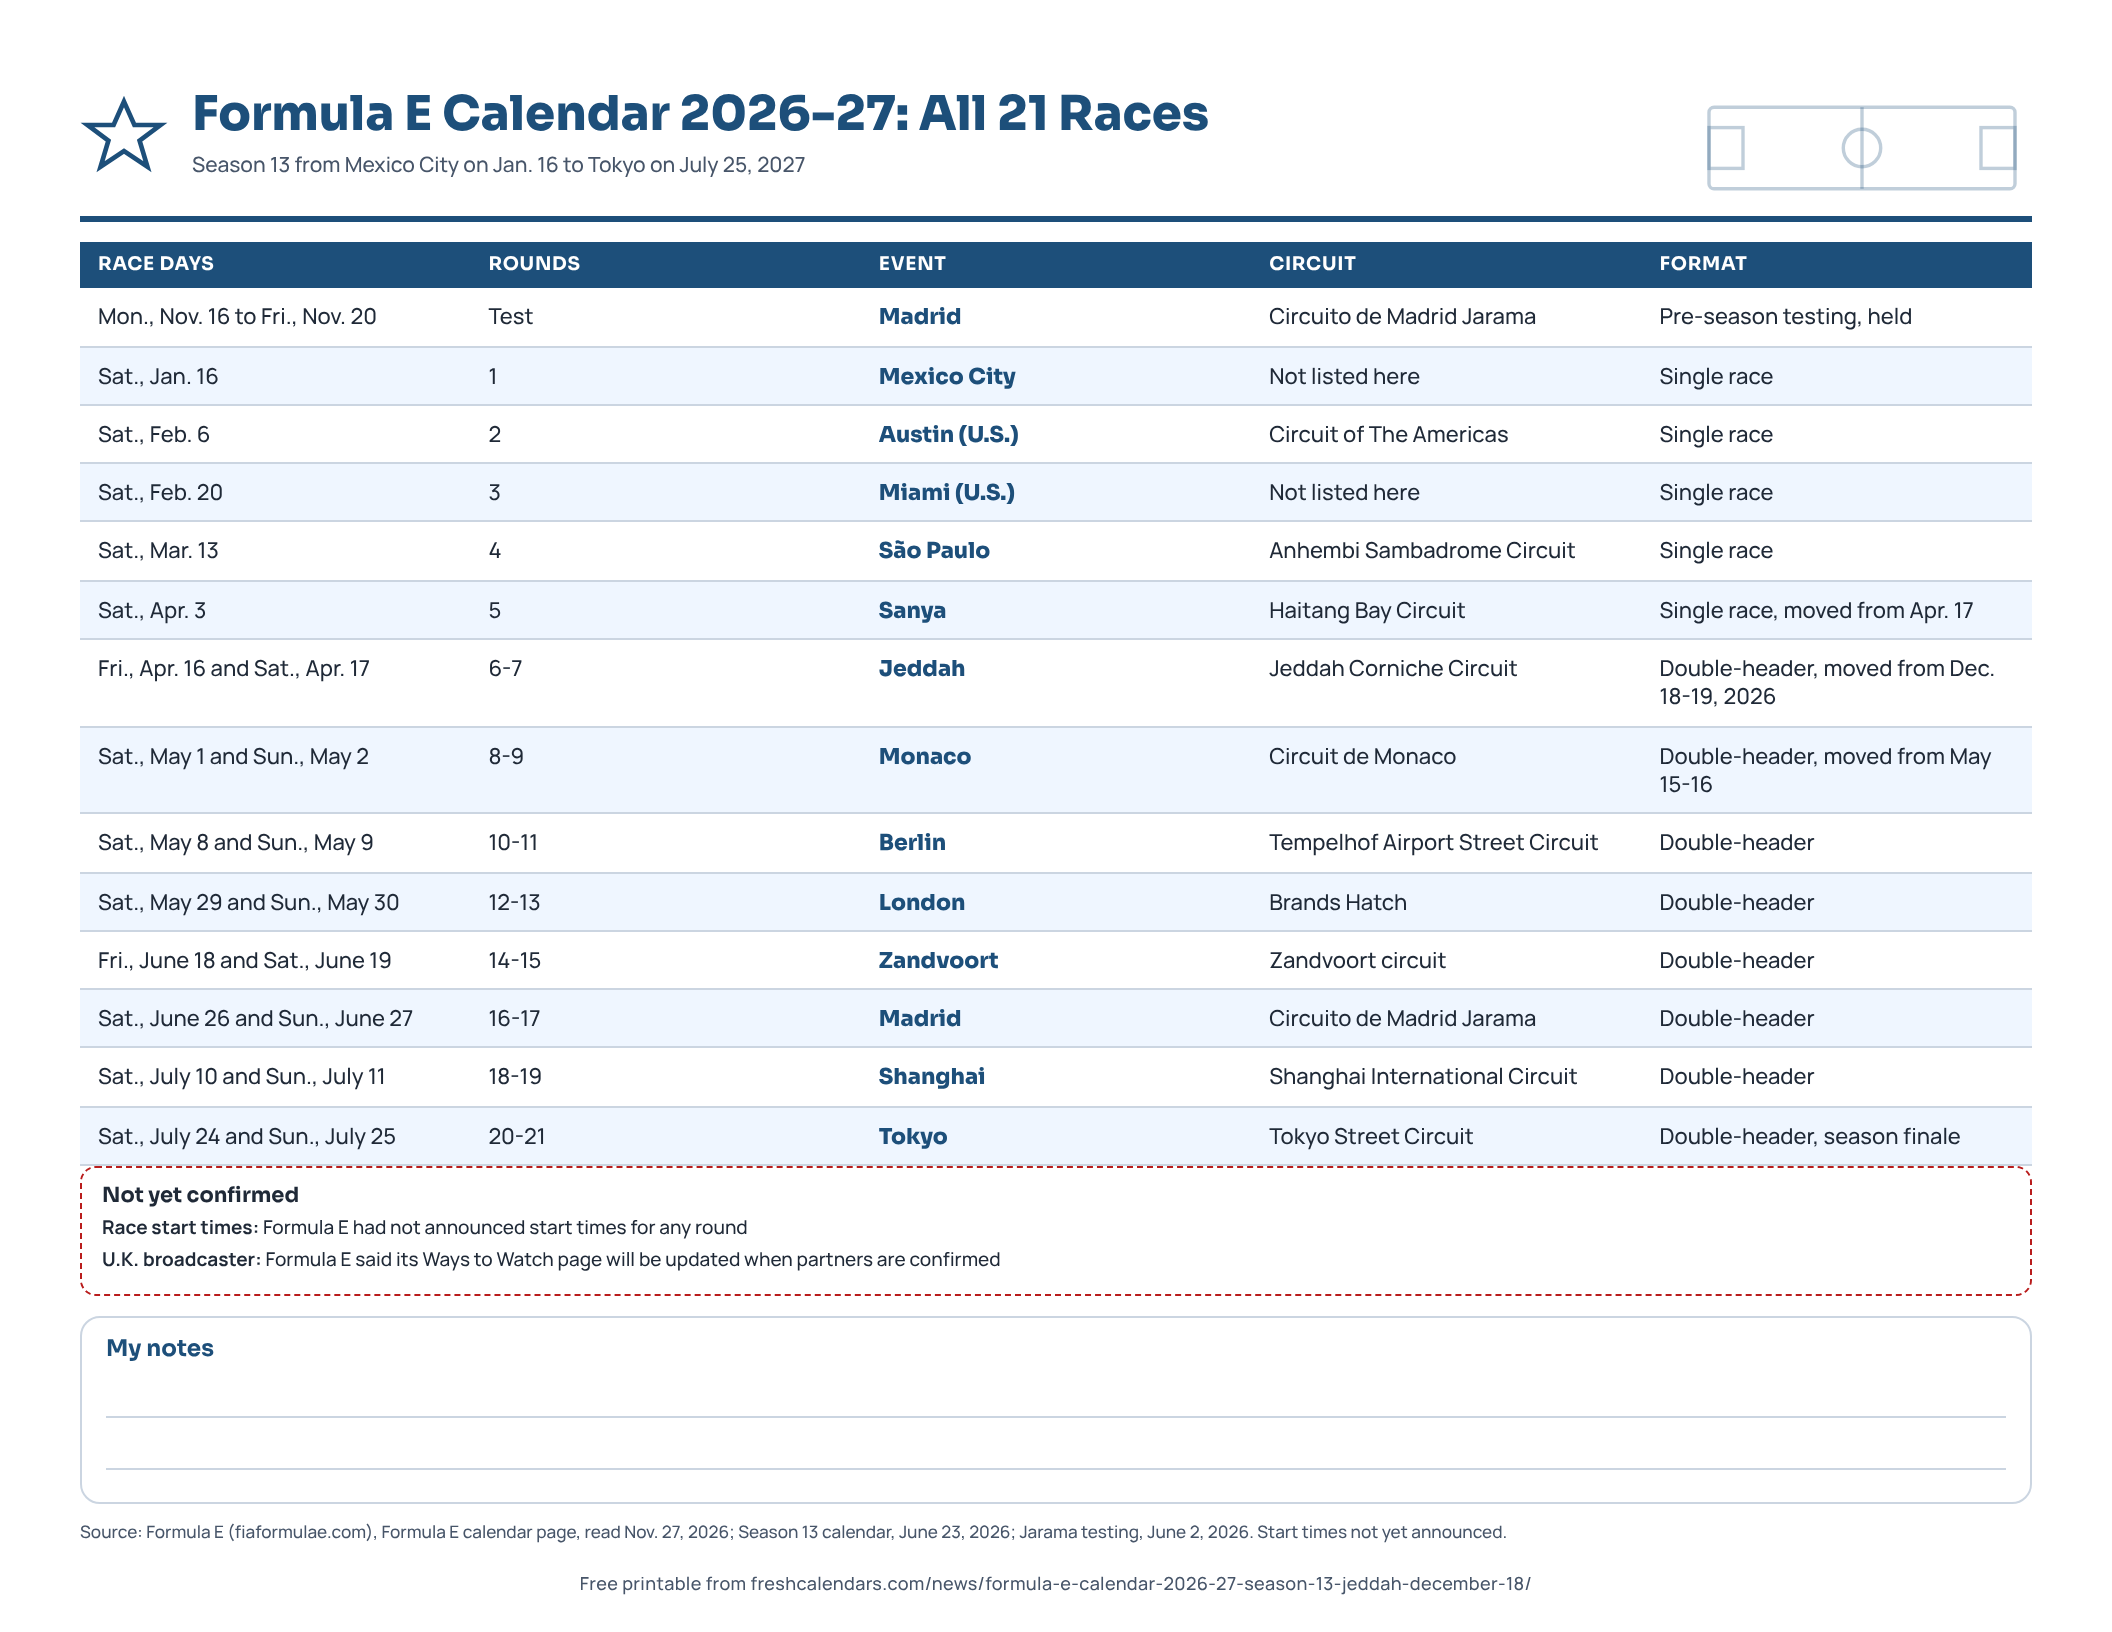 Formula E Calendar 2026–27: All 21 Races
Season 13 from Mexico City on Jan. 16 to Tokyo on July 25, 2027
RACE DAYS ROUNDS EVENT CIRCUIT FORMAT
Mon., Nov. 16 to Fri., Nov. 20 Test Madrid Circuito de Madrid Jarama Pre-season testing, held
Sat., Jan. 16 1 Mexico City Not listed here Single race
Sat., Feb. 6 2 Austin (U.S.) Circuit of The Americas Single race
Sat., Feb. 20 3 Miami (U.S.) Not listed here Single race
Sat., Mar. 13 4 São Paulo Anhembi Sambadrome Circuit Single race
Sat., Apr. 3 5 Sanya Haitang Bay Circuit Single race, moved from Apr. 17
Fri., Apr. 16 and Sat., Apr. 17 6-7 Jeddah Jeddah Corniche Circuit Double-header, moved from Dec.
18-19, 2026
Sat., May 1 and Sun., May 2 8-9 Monaco Circuit de Monaco Double-header, moved from May
15-16
Sat., May 8 and Sun., May 9 10-11 Berlin Tempelhof Airport Street Circuit Double-header
Sat., May 29 and Sun., May 30 12-13 London Brands Hatch Double-header
Fri., June 18 and Sat., June 19 14-15 Zandvoort Zandvoort circuit Double-header
Sat., June 26 and Sun., June 27 16-17 Madrid Circuito de Madrid Jarama Double-header
Sat., July 10 and Sun., July 11 18-19 Shanghai Shanghai International Circuit Double-header
Sat., July 24 and Sun., July 25 20-21 Tokyo Tokyo Street Circuit Double-header, season finale
Not yet confirmed
Race start times: Formula E had not announced start times for any round
U.K. broadcaster: Formula E said its Ways to Watch page will be updated when partners are confirmed
My notes
Source: Formula E (fiaformulae.com), Formula E calendar page, read Nov. 27, 2026; Season 13 calendar, June 23, 2026; Jarama testing, June 2, 2026. Start times not yet announced.
Free printable from freshcalendars.com/news/formula-e-calendar-2026-27-season-13-jeddah-december-18/